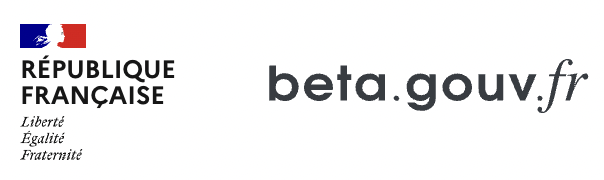 RÉPUBLIQUE
FRANÇAISE
Liberté
Égalité
Fraternité
beta.gouv.fr